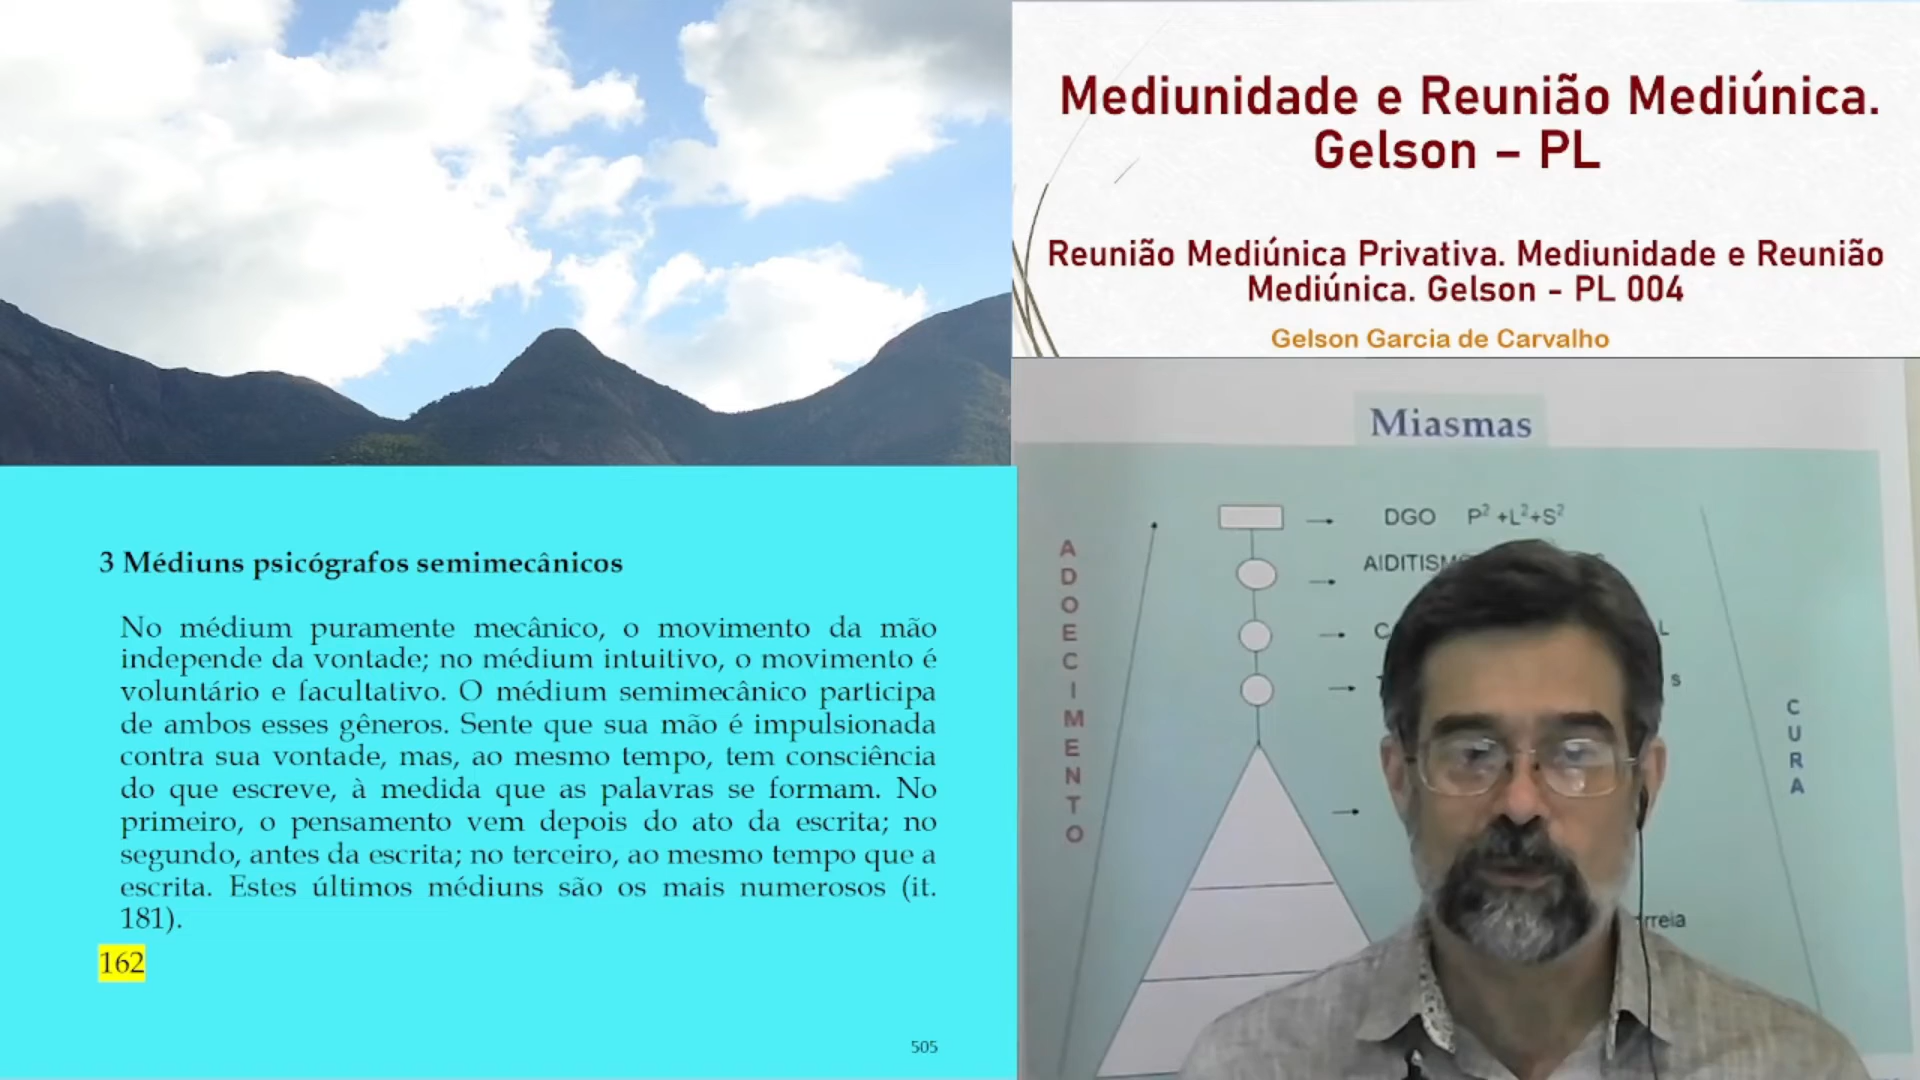 Mediunidade e Reunião Mediúnica.
Gelson – PL
Reunião Mediúnica Privativa. Mediunidade e Reunião
Mediúnica. Gelson - PL 004
Gelson Garcia de Carvalho
3 Médiuns psicógrafos semimecânicos
No médium puramente mecânico, o movimento da mão
independe da vontade; no médium intuitivo, o movimento é
voluntário e facultativo. O médium semimecânico participa
de ambos esses gêneros. Sente que sua mão é impulsionada
contra sua vontade, mas, ao mesmo tempo, tem consciência
do que escreve, à medida que as palavras se formam. No
primeiro, o pensamento vem depois do ato da escrita; no
segundo, antes da escrita; no terceiro, ao mesmo tempo que a
escrita. Estes últimos médiuns são os mais numerosos (it.
181).
162
505
Miasmas
DGO P² +L²+S²
ADOECIMENTO
CURA